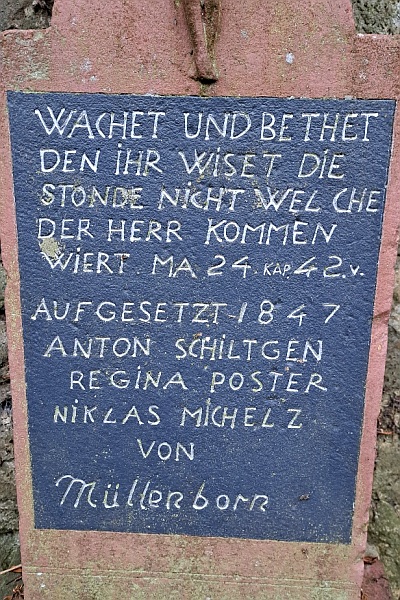 WACHET UND BETHET
DEN iHR WISET DIE
STONDE NICHT WELCHE
DER HERR KOMMEN
WIERT. MA 24. KAP. 42. V.
AUFGESETZT - 1847
ANTON SCHILTGEN
REGINA POSTER
NIKLAS MICHELZ
VON
Müllenborn